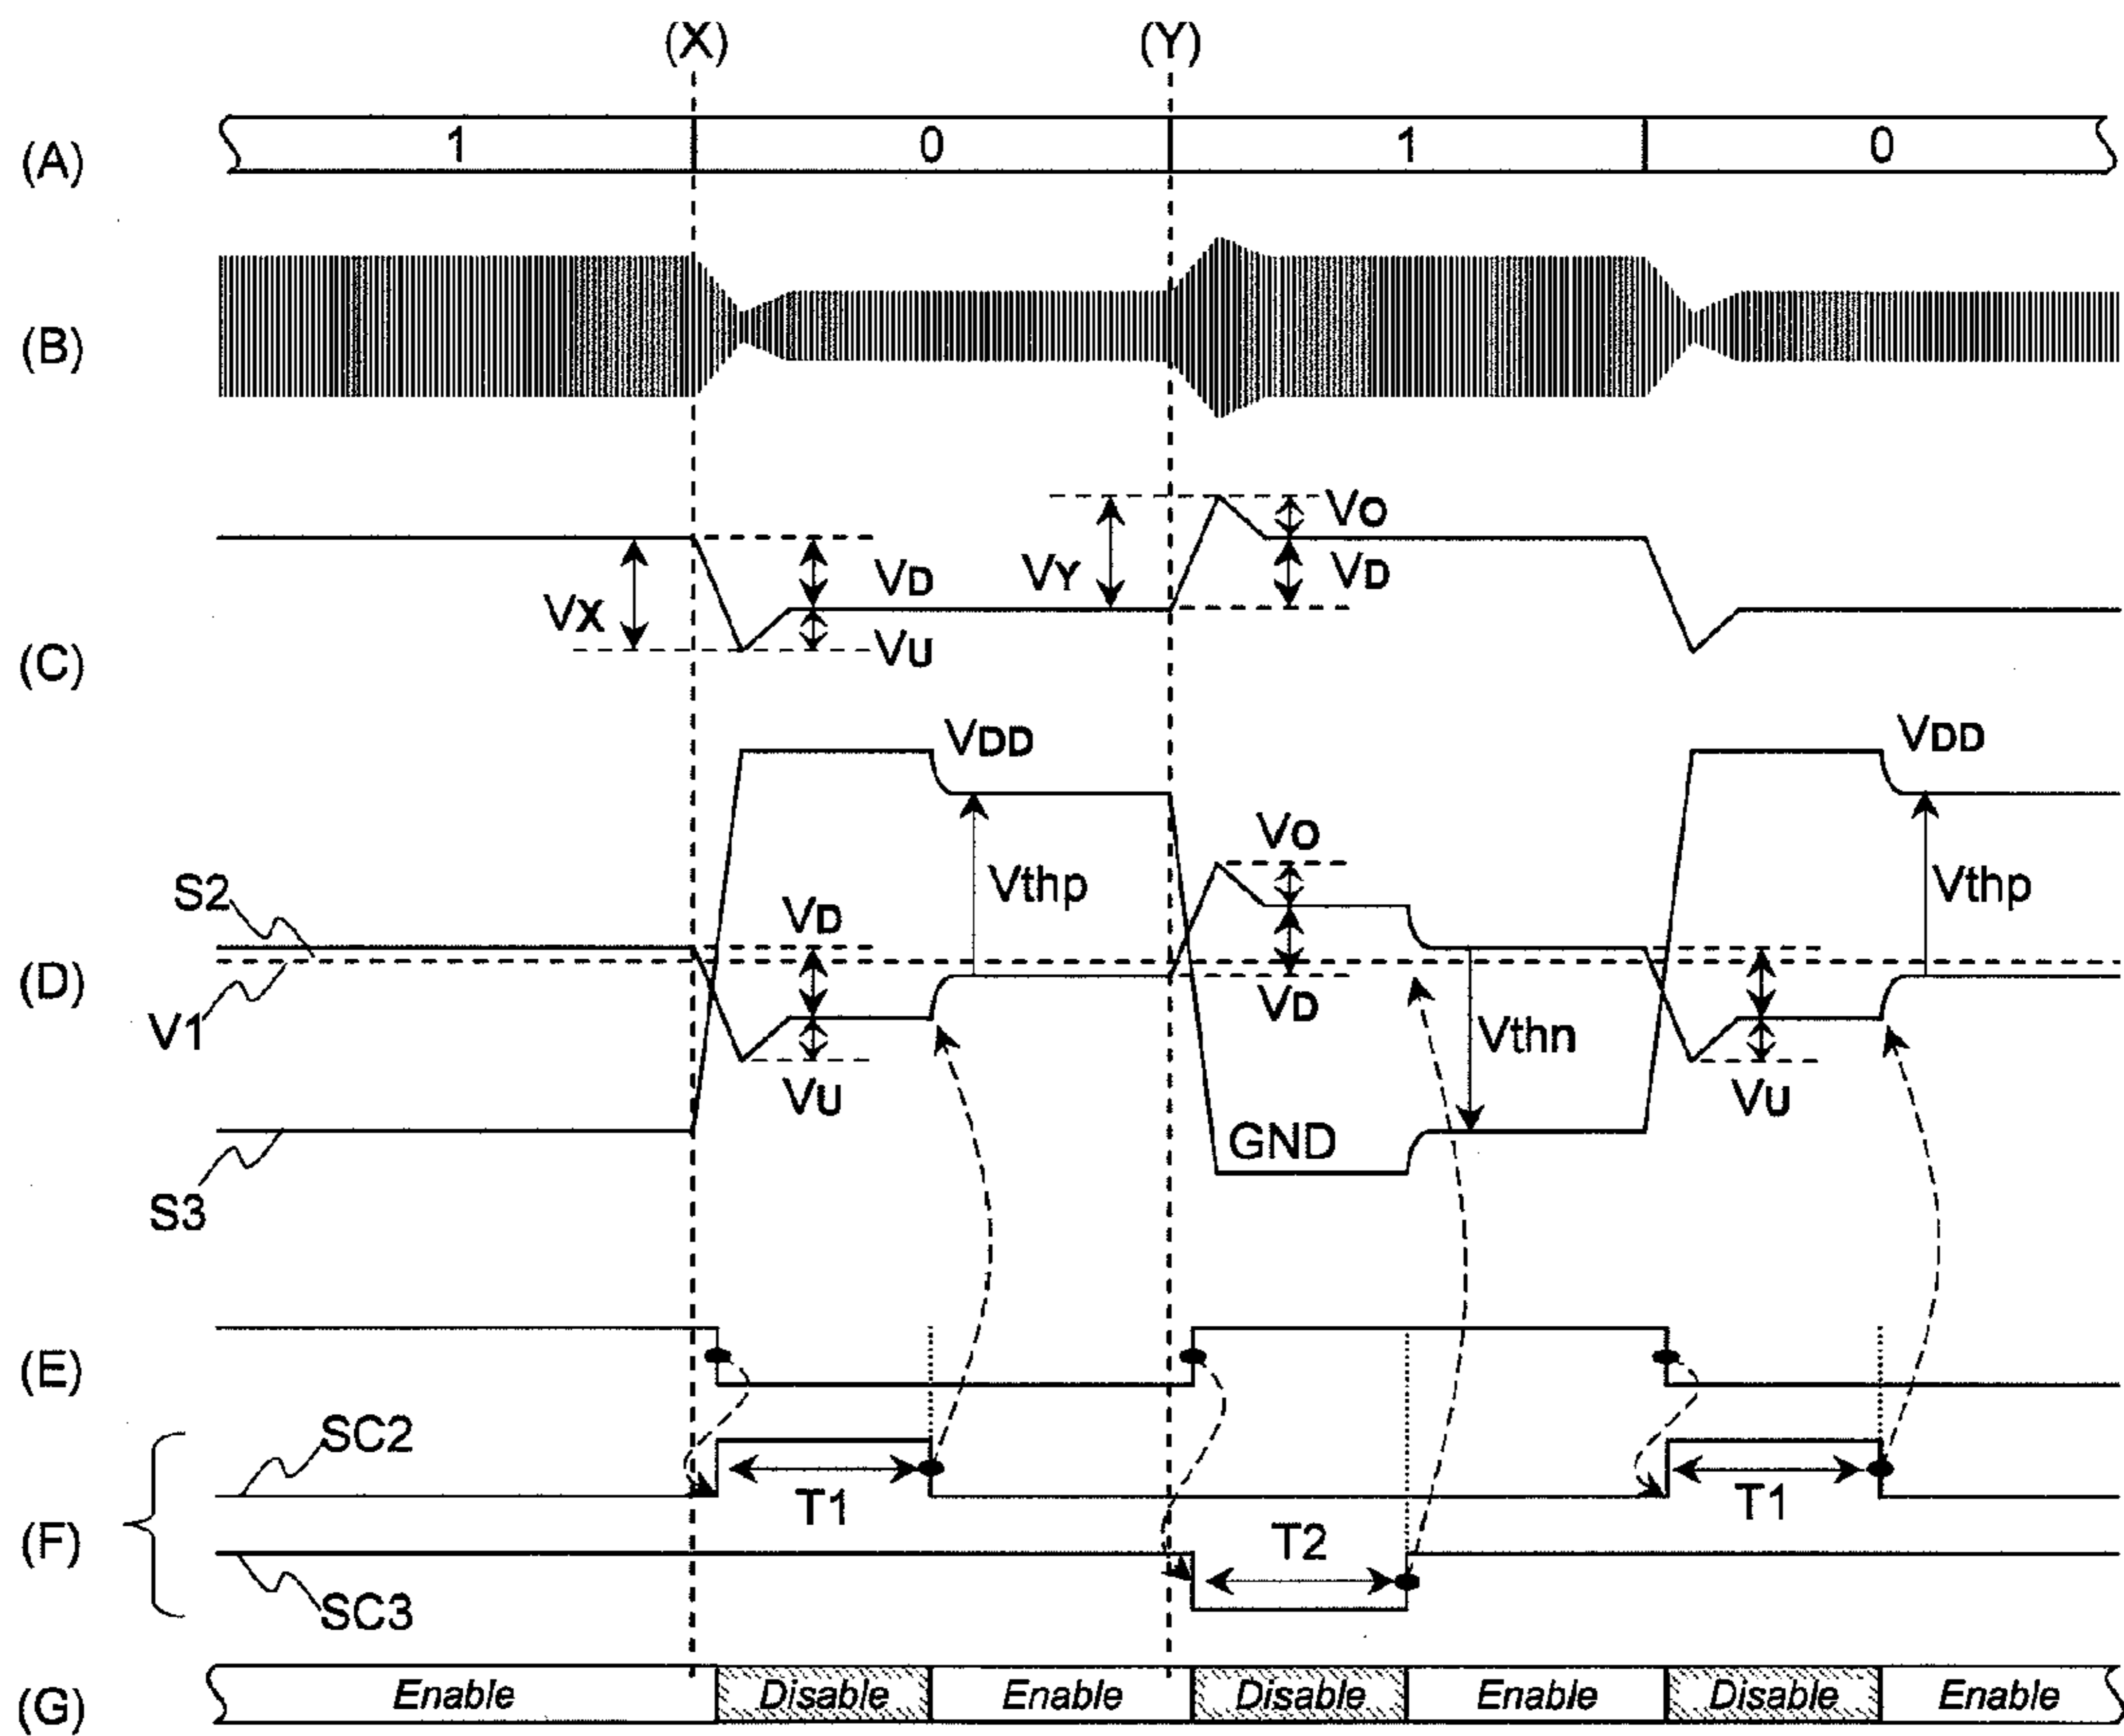 (X) (Y)
(A) 1 0 1 0
(B)
(C) VX VD VU VY VO VD
(D) S2 V1 S3 VD VU VDD Vthp VO VD GND Vthn VU VDD Vthp
(E)
(F) SC2 T1 T1
SC3 T2
(G) Enable Disable Enable Disable Enable Disable Enable